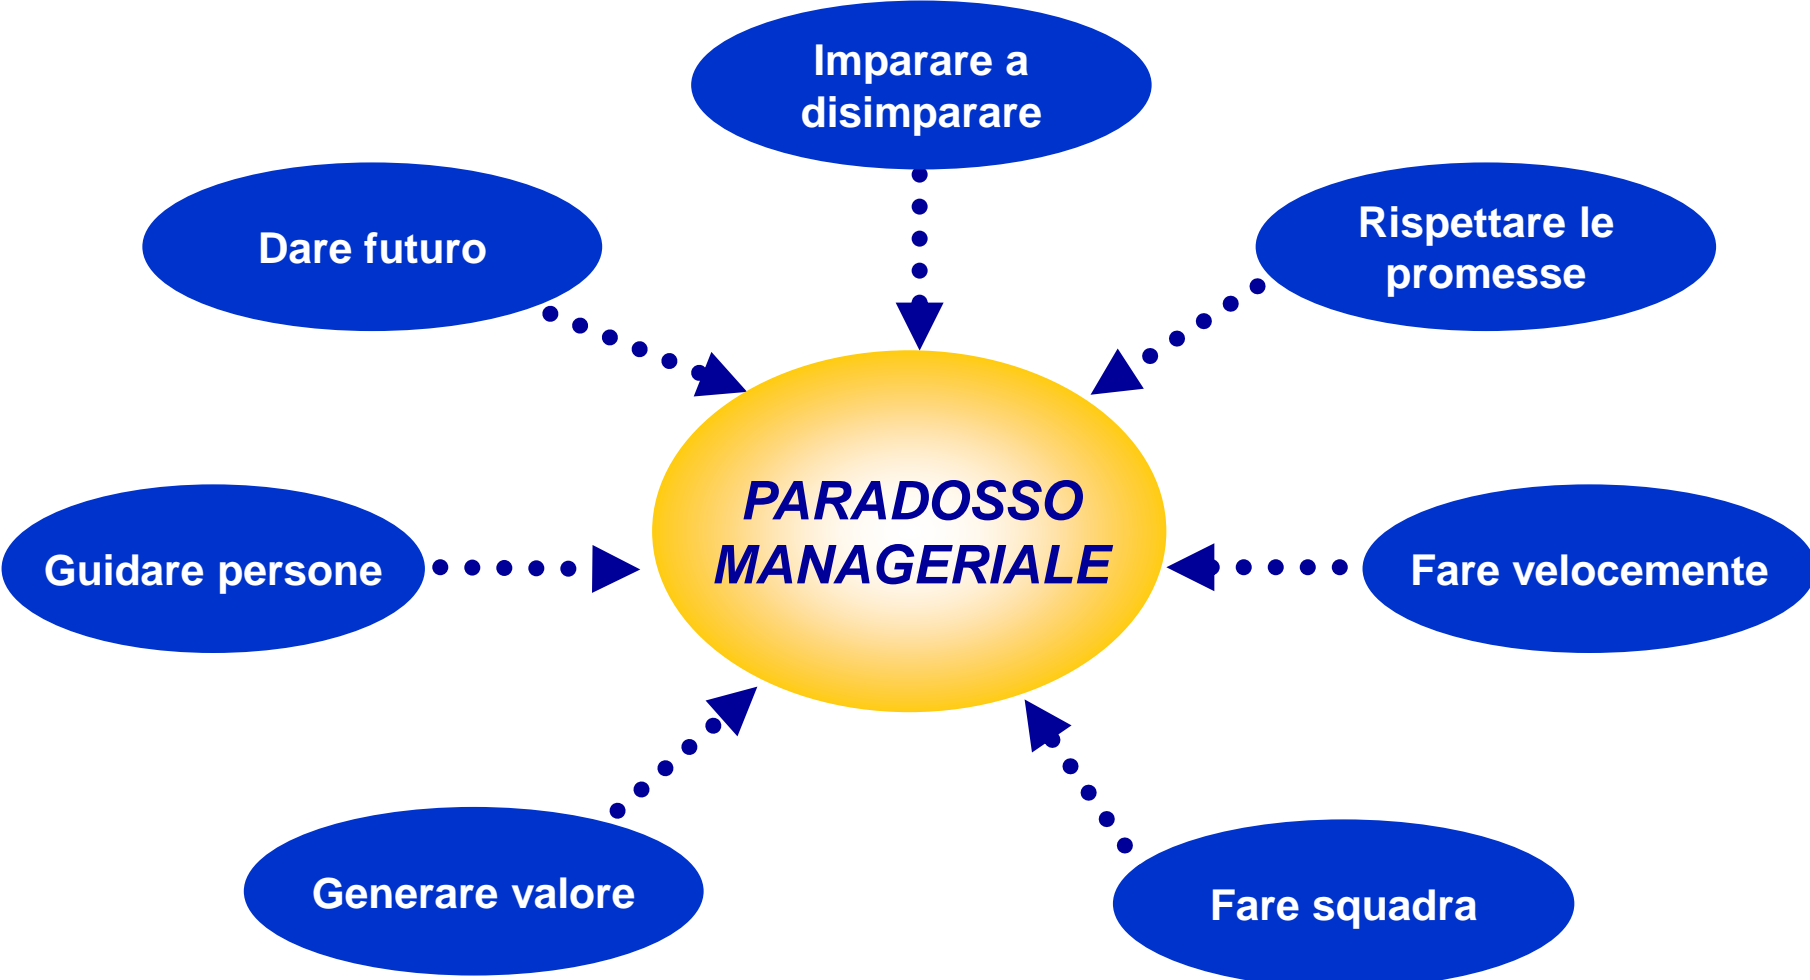 Imparare a
disimparare
Dare futuro
Rispettare le
promesse
PARADOSSO
MANAGERIALE
Guidare persone
Fare velocemente
Generare valore
Fare squadra